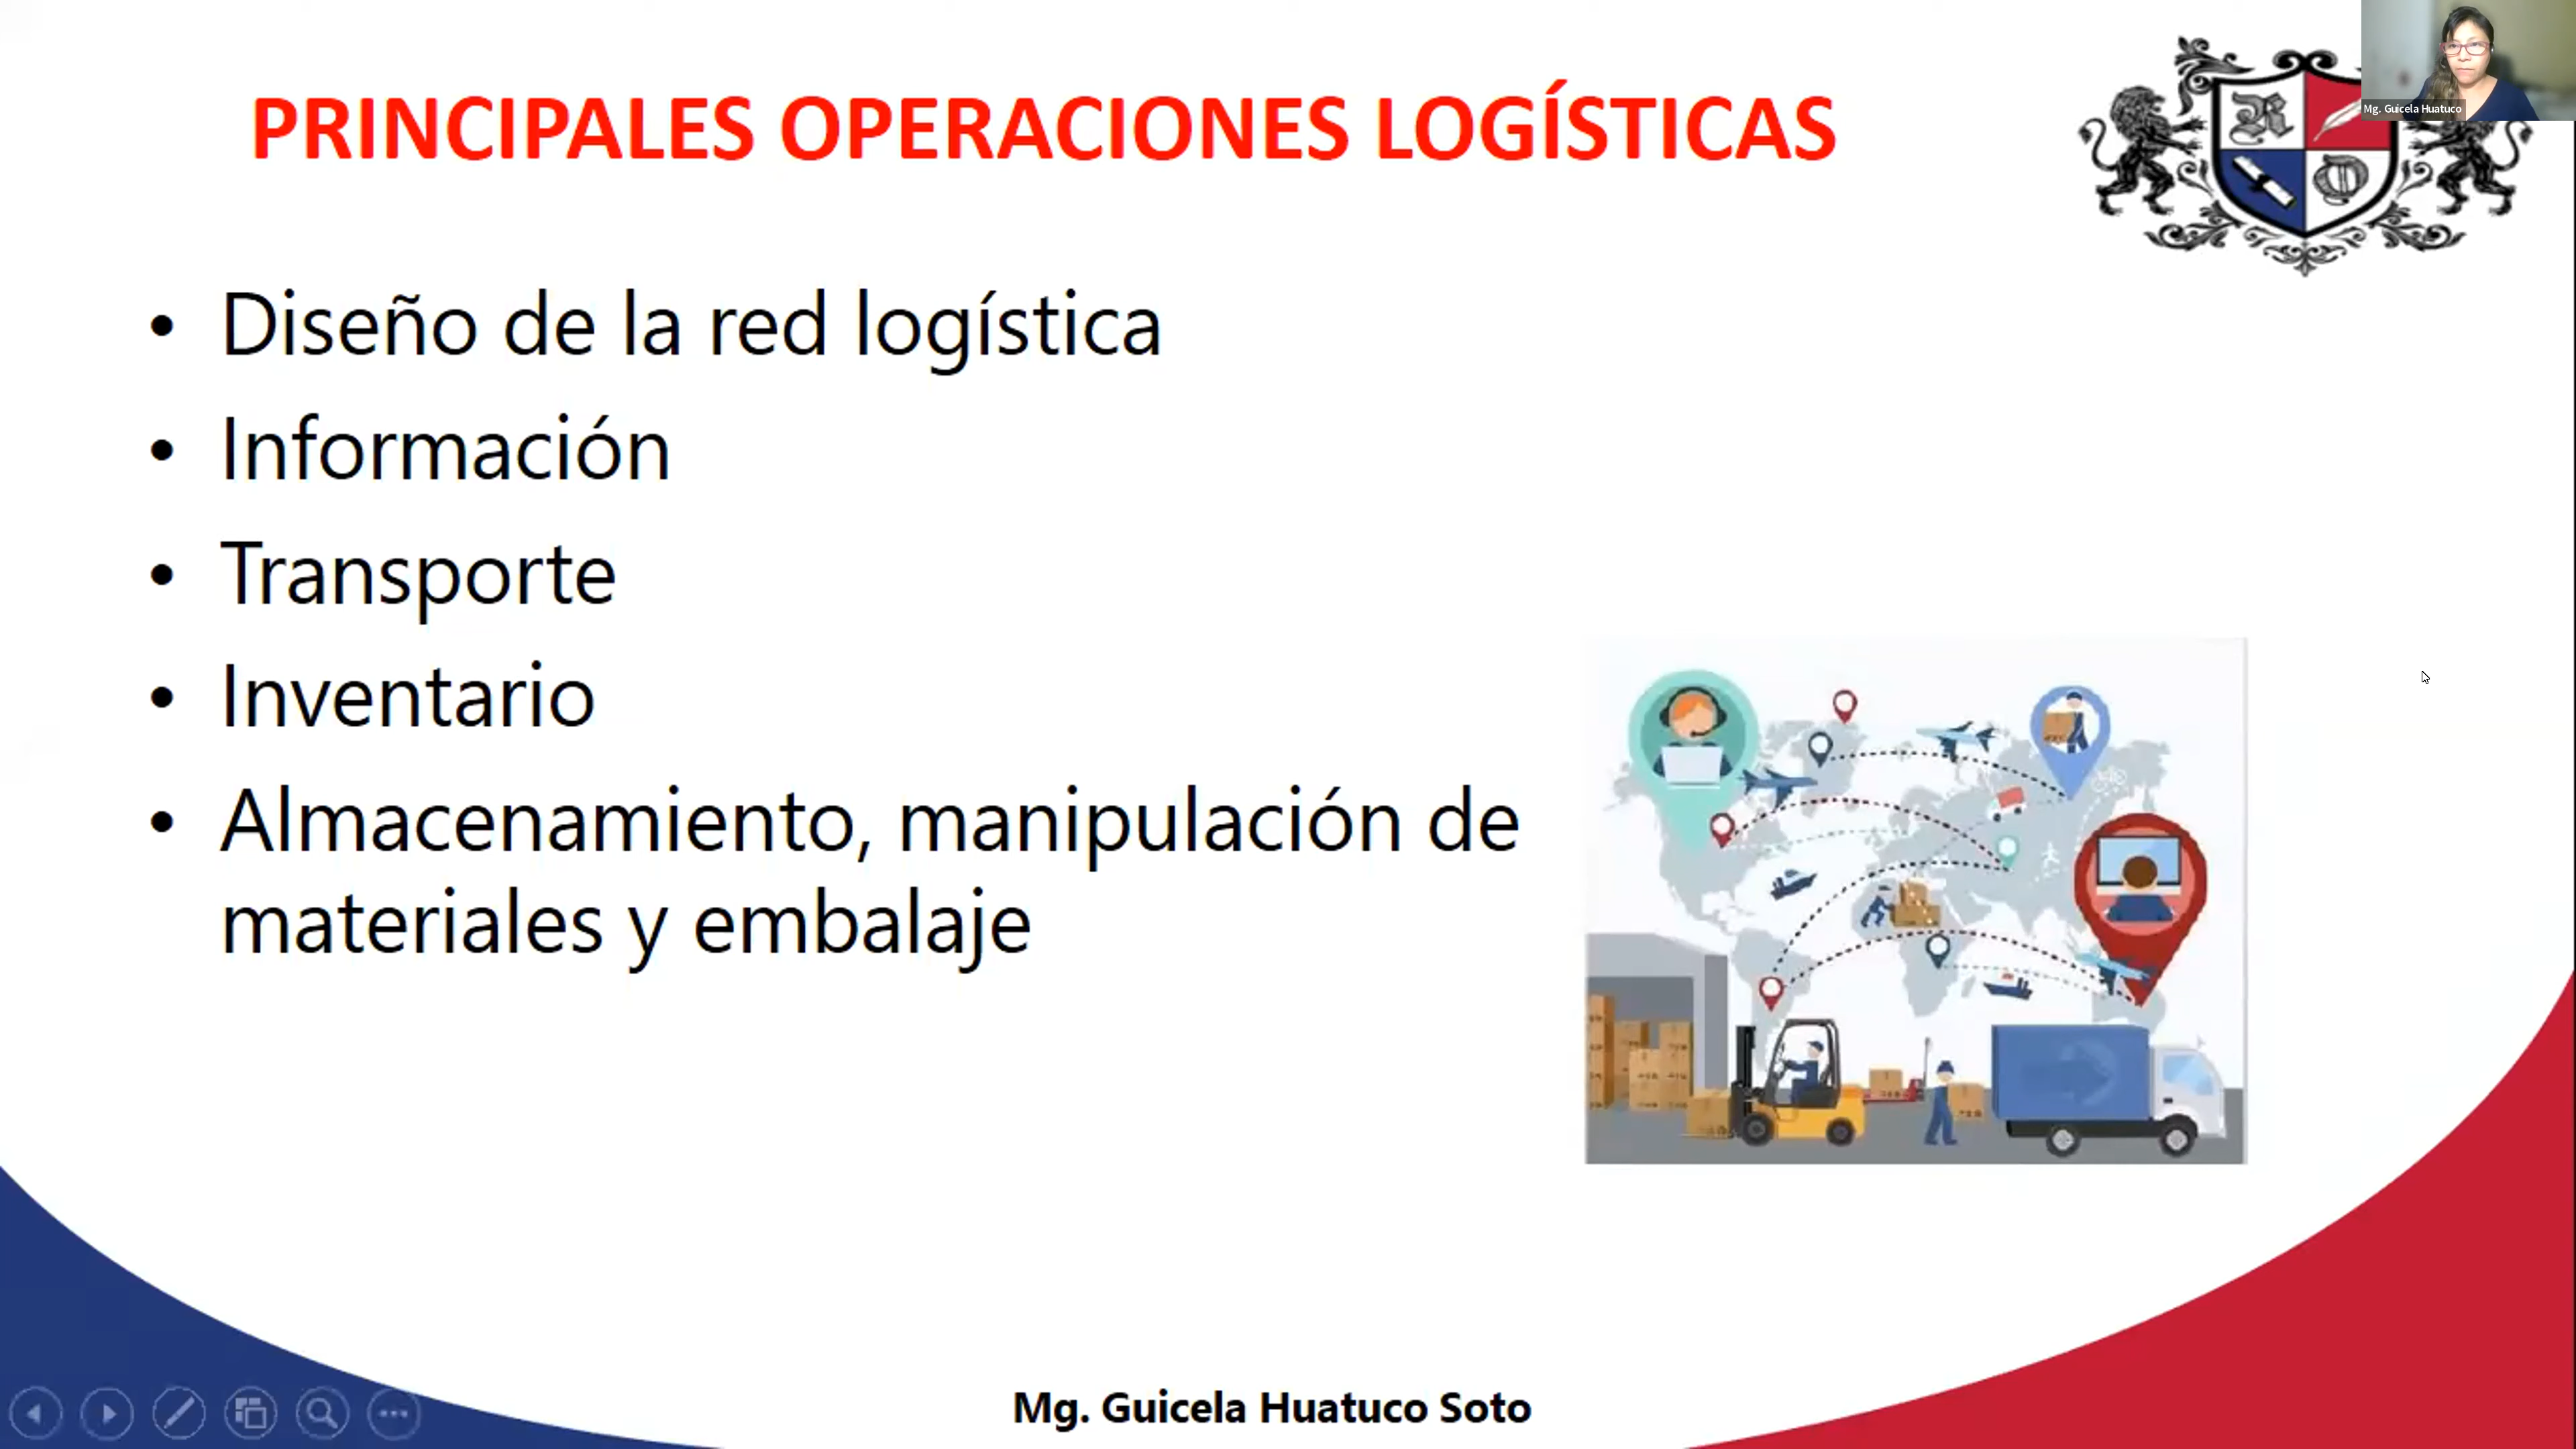 Mg. Guicela Huatuco
PRINCIPALES OPERACIONES LOGÍSTICAS
• Diseño de la red logística
• Información
• Transporte
• Inventario
• Almacenamiento, manipulación de
materiales y embalaje
Mg. Guicela Huatuco Soto